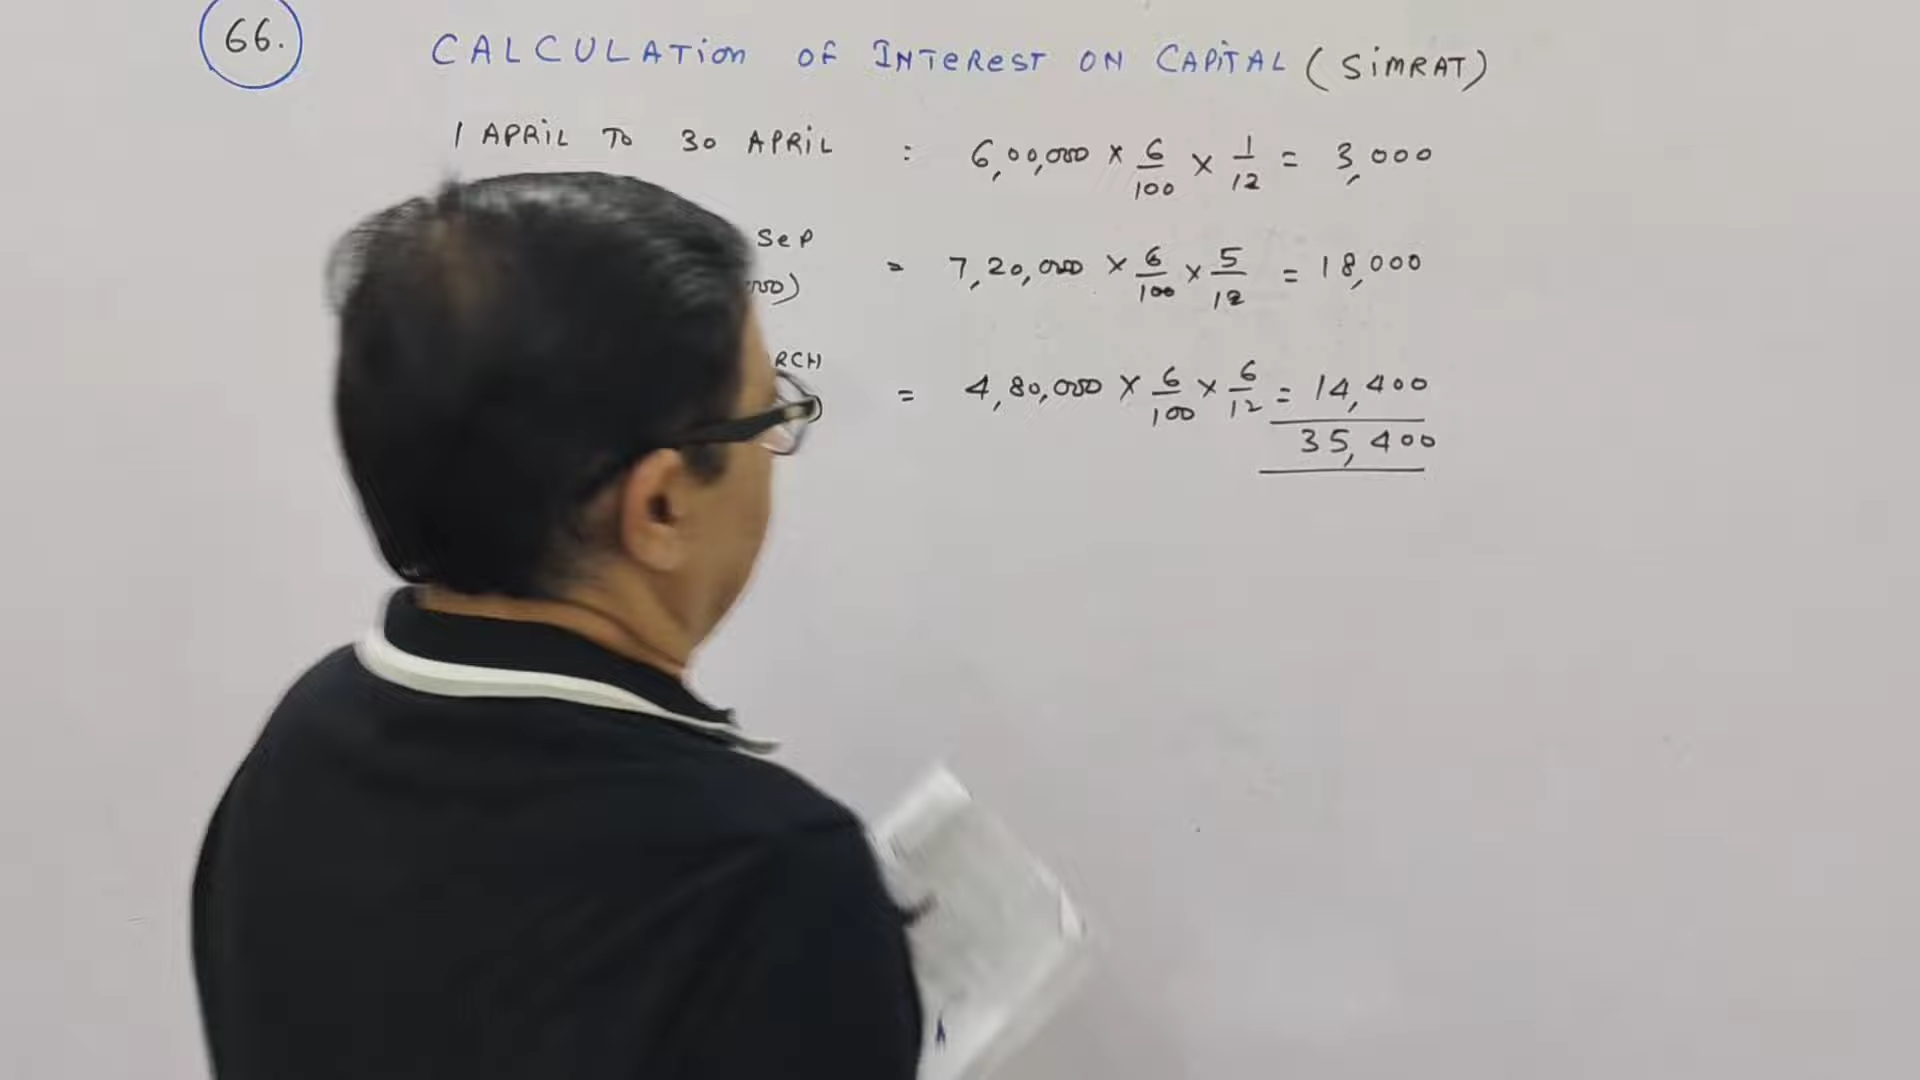 66.
CALCULATION OF INTEREST ON CAPITAL (SIMRAT)
1 APRIL TO 30 APRIL : 6,00,000 × 6/100 × 1/12 = 3,000
SEP = 7,20,000 × 6/100 × 5/12 = 18,000
= 4,80,000 × 6/100 × 6/12 = 14,400
35,400